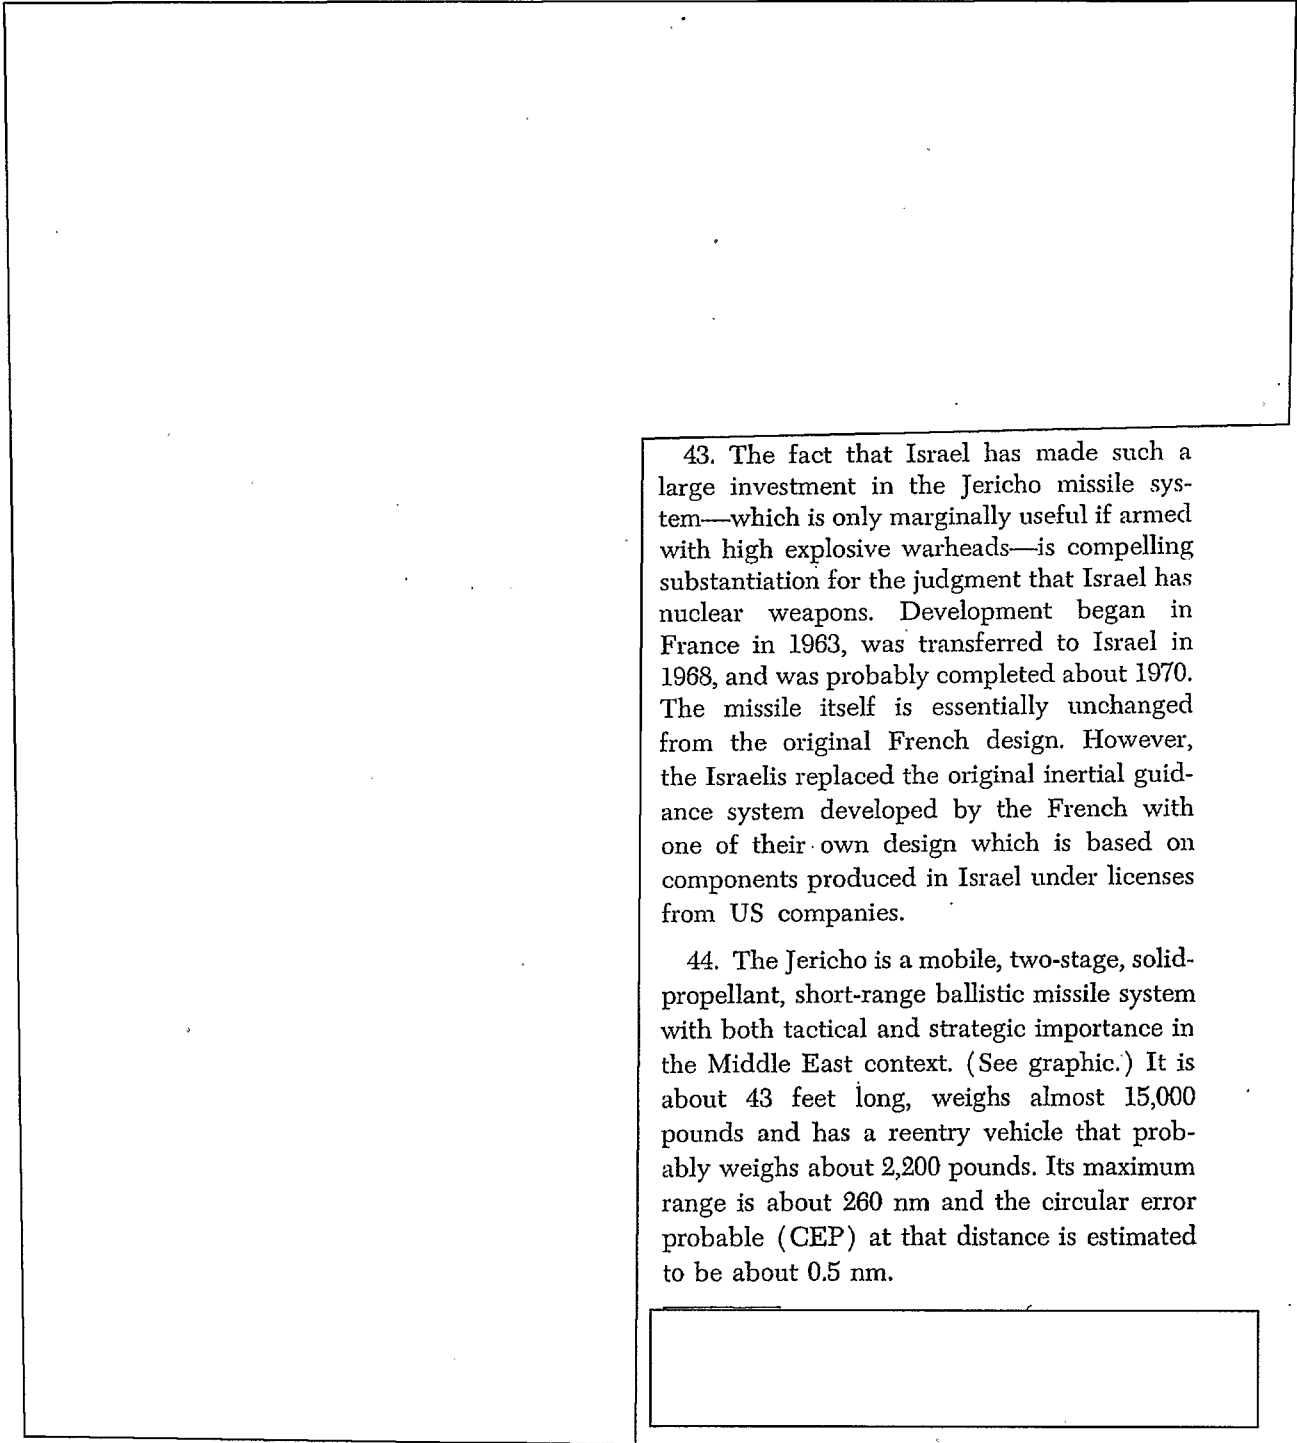 43. The fact that Israel has made such a
large investment in the Jericho missile sys-
tem—which is only marginally useful if armed
with high explosive warheads—is compelling
substantiation for the judgment that Israel has
nuclear weapons. Development began in
France in 1963, was transferred to Israel in
1968, and was probably completed about 1970.
The missile itself is essentially unchanged
from the original French design. However,
the Israelis replaced the original inertial guid-
ance system developed by the French with
one of their own design which is based on
components produced in Israel under licenses
from US companies.
44. The Jericho is a mobile, two-stage, solid-
propellant, short-range ballistic missile system
with both tactical and strategic importance in
the Middle East context. (See graphic.) It is
about 43 feet long, weighs almost 15,000
pounds and has a reentry vehicle that prob-
ably weighs about 2,200 pounds. Its maximum
range is about 260 nm and the circular error
probable (CEP) at that distance is estimated
to be about 0.5 nm.